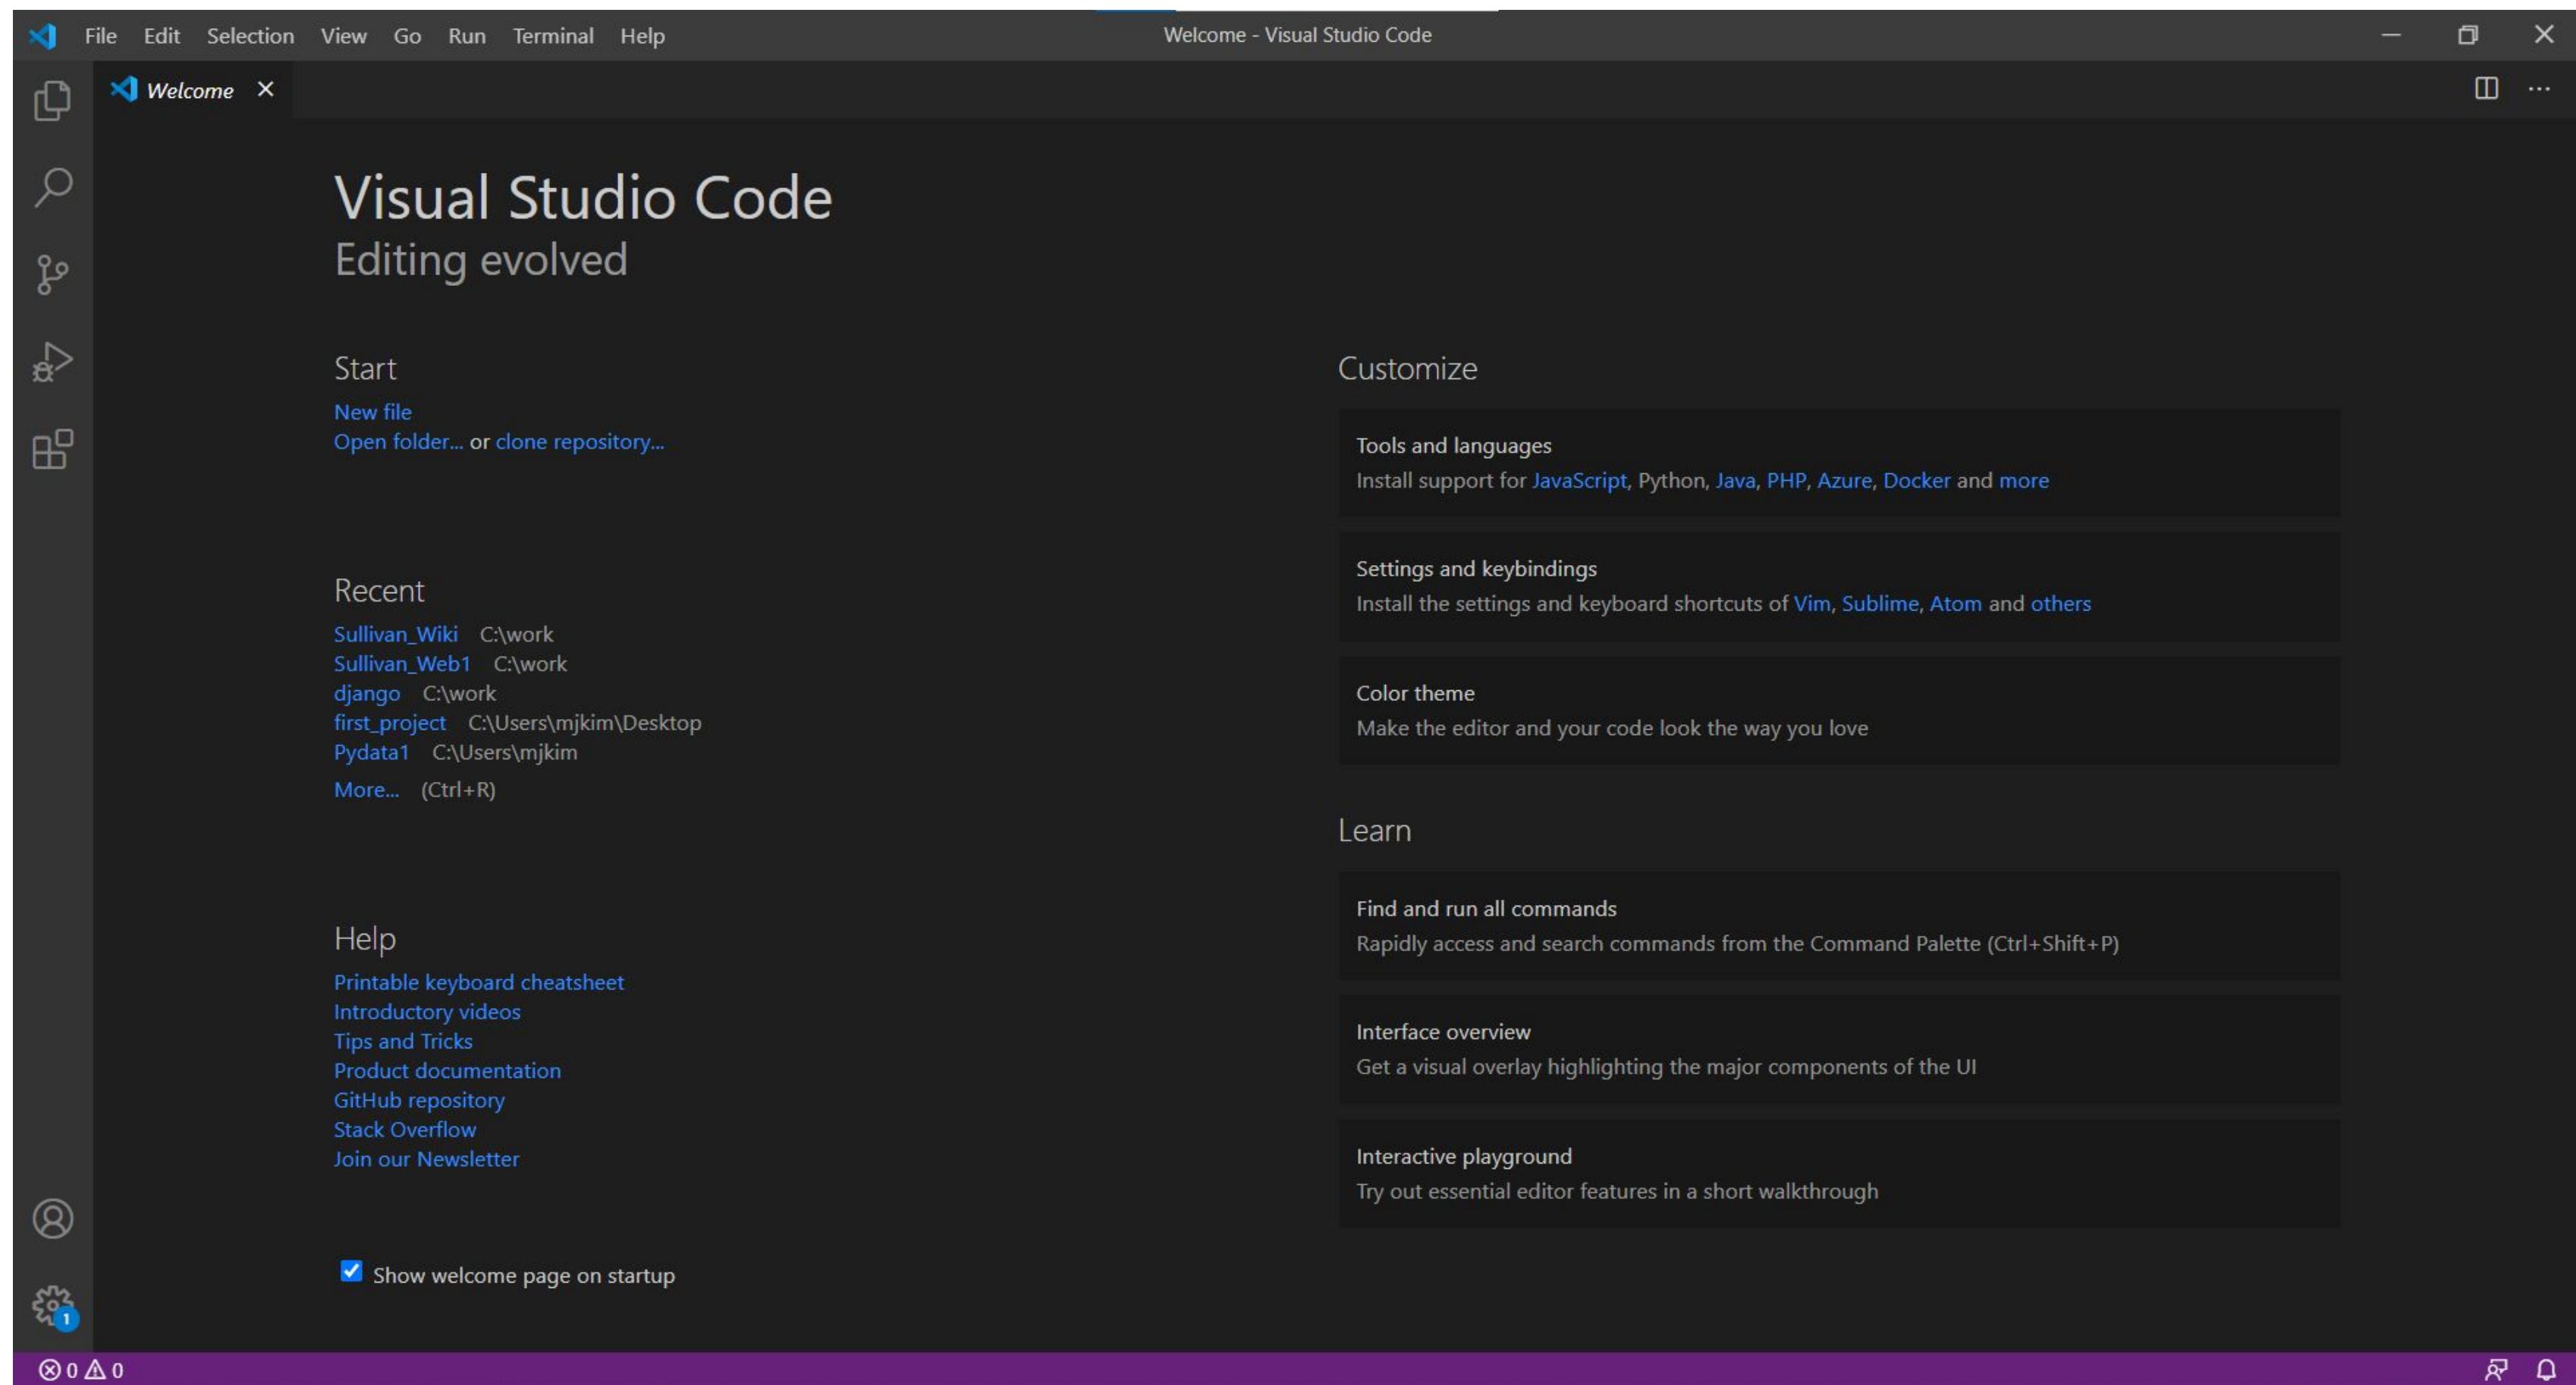 File Edit Selection View Go Run Terminal Help
Welcome - Visual Studio Code
Welcome
Visual Studio Code
Editing evolved
Start
New file
Open folder... or clone repository...
Recent
Sullivan_Wiki C:\work
Sullivan_Web1 C:\work
django C:\work
first_project C:\Users\mjkim\Desktop
Pydata1 C:\Users\mjkim
More... (Ctrl+R)
Help
Printable keyboard cheatsheet
Introductory videos
Tips and Tricks
Product documentation
GitHub repository
Stack Overflow
Join our Newsletter
Show welcome page on startup
Customize
Tools and languages
Install support for JavaScript, Python, Java, PHP, Azure, Docker and more
Settings and keybindings
Install the settings and keyboard shortcuts of Vim, Sublime, Atom and others
Color theme
Make the editor and your code look the way you love
Learn
Find and run all commands
Rapidly access and search commands from the Command Palette (Ctrl+Shift+P)
Interface overview
Get a visual overlay highlighting the major components of the UI
Interactive playground
Try out essential editor features in a short walkthrough
1
0 0